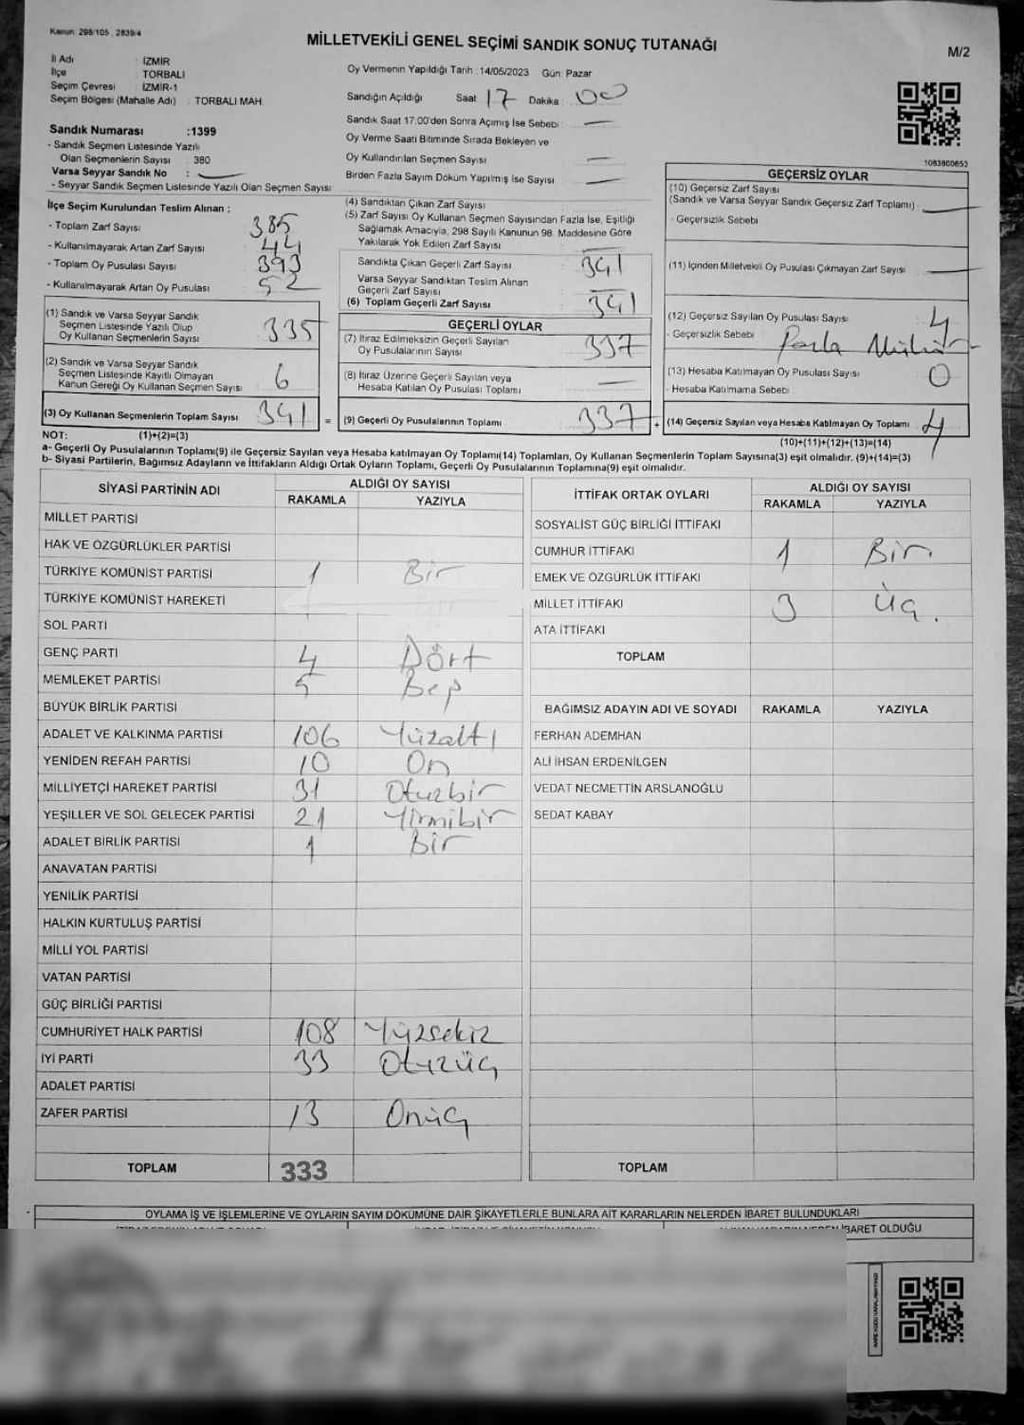 Kanun: 298/105, 2839/4
MİLLETVEKİLİ GENEL SEÇİMİ SANDIK SONUÇ TUTANAĞI
M/2
İl Adı : İZMİR
İlçe : TORBALI
Seçim Çevresi : İZMİR-1
Seçim Bölgesi (Mahalle Adı) : TORBALI MAH.
Oy Vermenin Yapıldığı Tarih :14/05/2023 Gün: Pazar
Sandığın Açıldığı Saat 17 Dakika : 00
Sandık Saat 17:00'den Sonra Açılmış İse Sebebi : —
Oy Verme Saati Bitiminde Sırada Bekleyen ve
Oy Kullandırılan Seçmen Sayısı : —
Birden Fazla Sayım Döküm Yapılmış İse Sayısı : —
Sandık Numarası :1399
- Sandık Seçmen Listesinde Yazılı
Olan Seçmenlerin Sayısı : 380
Varsa Seyyar Sandık No : —
- Seyyar Sandık Seçmen Listesinde Yazılı Olan Seçmen Sayısı
1083800653
İlçe Seçim Kurulundan Teslim Alınan :
- Toplam Zarf Sayısı: 385
- Kullanılmayarak Artan Zarf Sayısı : 44
- Toplam Oy Pusulası Sayısı : 393
- Kullanılmayarak Artan Oy Pusulası : 52
(4) Sandıktan Çıkan Zarf Sayısı :
(5) Zarf Sayısı Oy Kullanan Seçmen Sayısından Fazla İse, Eşitliği
Sağlamak Amacıyla, 298 Sayılı Kanunun 98. Maddesine Göre
Yakılarak Yok Edilen Zarf Sayısı : —
Sandıkta Çıkan Geçerli Zarf Sayısı : 341
Varsa Seyyar Sandıktan Teslim Alınan
Geçerli Zarf Sayısı : —
(6) Toplam Geçerli Zarf Sayısı : 341
GEÇERSİZ OYLAR
(10) Geçersiz Zarf Sayısı
(Sandık ve Varsa Seyyar Sandık Geçersiz Zarf Toplamı) : —
- Geçersizlik Sebebi :
(11) İçinden Milletvekili Oy Pusulası Çıkmayan Zarf Sayısı : —
(12) Geçersiz Sayılan Oy Pusulası Sayısı : 4
- Geçersizlik Sebebi : Fazla Mühür
(13) Hesaba Katılmayan Oy Pusulası Sayısı : 0
- Hesaba Katılmama Sebebi :
(14) Geçersiz Sayılan veya Hesaba Katılmayan Oy Toplamı : 4
(10)+(11)+(12)+(13)=(14)
(1) Sandık ve Varsa Seyyar Sandık
Seçmen Listesinde Yazılı Olup
Oy Kullanan Seçmenlerin Sayısı : 335
(2) Sandık ve Varsa Seyyar Sandık
Seçmen Listesinde Kayıtlı Olmayan
Kanun Gereği Oy Kullanan Seçmen Sayısı : 6
(3) Oy Kullanan Seçmenlerin Toplam Sayısı : 341 =
GEÇERLİ OYLAR
(7) İtiraz Edilmeksizin Geçerli Sayılan
Oy Pusulalarının Sayısı : 337
(8) İtiraz Üzerine Geçerli Sayılan veya
Hesaba Katılan Oy Pusulası Toplamı : —
(9) Geçerli Oy Pusulalarının Toplamı : 337 +
NOT: (1)+(2)=(3)
a- Geçerli Oy Pusulalarının Toplamı(9) ile Geçersiz Sayılan veya Hesaba katılmayan Oy Toplamı(14) Toplamları, Oy Kullanan Seçmenlerin Toplam Sayısına(3) eşit olmalıdır. (9)+(14)=(3)
b- Siyasi Partilerin, Bağımsız Adayların ve İttifakların Aldığı Ortak Oyların Toplamı, Geçerli Oy Pusulalarının Toplamına(9) eşit olmalıdır.
SİYASİ PARTİNİN ADI ALDIĞI OY SAYISI
RAKAMLA YAZIYLA
MİLLET PARTİSİ
HAK VE ÖZGÜRLÜKLER PARTİSİ
TÜRKİYE KOMÜNİST PARTİSİ 1 Bir
TÜRKİYE KOMÜNİST HAREKETİ
SOL PARTİ
GENÇ PARTİ 4 Dört
MEMLEKET PARTİSİ 5 Beş
BÜYÜK BİRLİK PARTİSİ
ADALET VE KALKINMA PARTİSİ 106 Yüzaltı
YENİDEN REFAH PARTİSİ 10 On
MİLLİYETÇİ HAREKET PARTİSİ 31 Otuzbir
YEŞİLLER VE SOL GELECEK PARTİSİ 21 Yirmibir
ADALET BİRLİK PARTİSİ 1 Bir
ANAVATAN PARTİSİ
YENİLİK PARTİSİ
HALKIN KURTULUŞ PARTİSİ
MİLLİ YOL PARTİSİ
VATAN PARTİSİ
GÜÇ BİRLİĞİ PARTİSİ
CUMHURİYET HALK PARTİSİ 108 Yüzsekiz
İYİ PARTİ 33 Otuzüç
ADALET PARTİSİ
ZAFER PARTİSİ 13 Onüç
TOPLAM 333
İTTİFAK ORTAK OYLARI ALDIĞI OY SAYISI
RAKAMLA YAZIYLA
SOSYALİST GÜÇ BİRLİĞİ İTTİFAKI
CUMHUR İTTİFAKI 1 Bir.
EMEK VE ÖZGÜRLÜK İTTİFAKI
MİLLET İTTİFAKI 3 Üç.
ATA İTTİFAKI
TOPLAM
BAĞIMSIZ ADAYIN ADI VE SOYADI RAKAMLA YAZIYLA
FERHAN ADEMHAN
ALİ İHSAN ERDENİLGEN
VEDAT NECMETTİN ARSLANOĞLU
SEDAT KABAY
TOPLAM
OYLAMA İŞ VE İŞLEMLERİNE VE OYLARIN SAYIM DÖKÜMÜNE DAİR ŞİKAYETLERLE BUNLARA AİT KARARLARIN NELERDEN İBARET BULUNDUKLARI
İBARET OLDUĞU